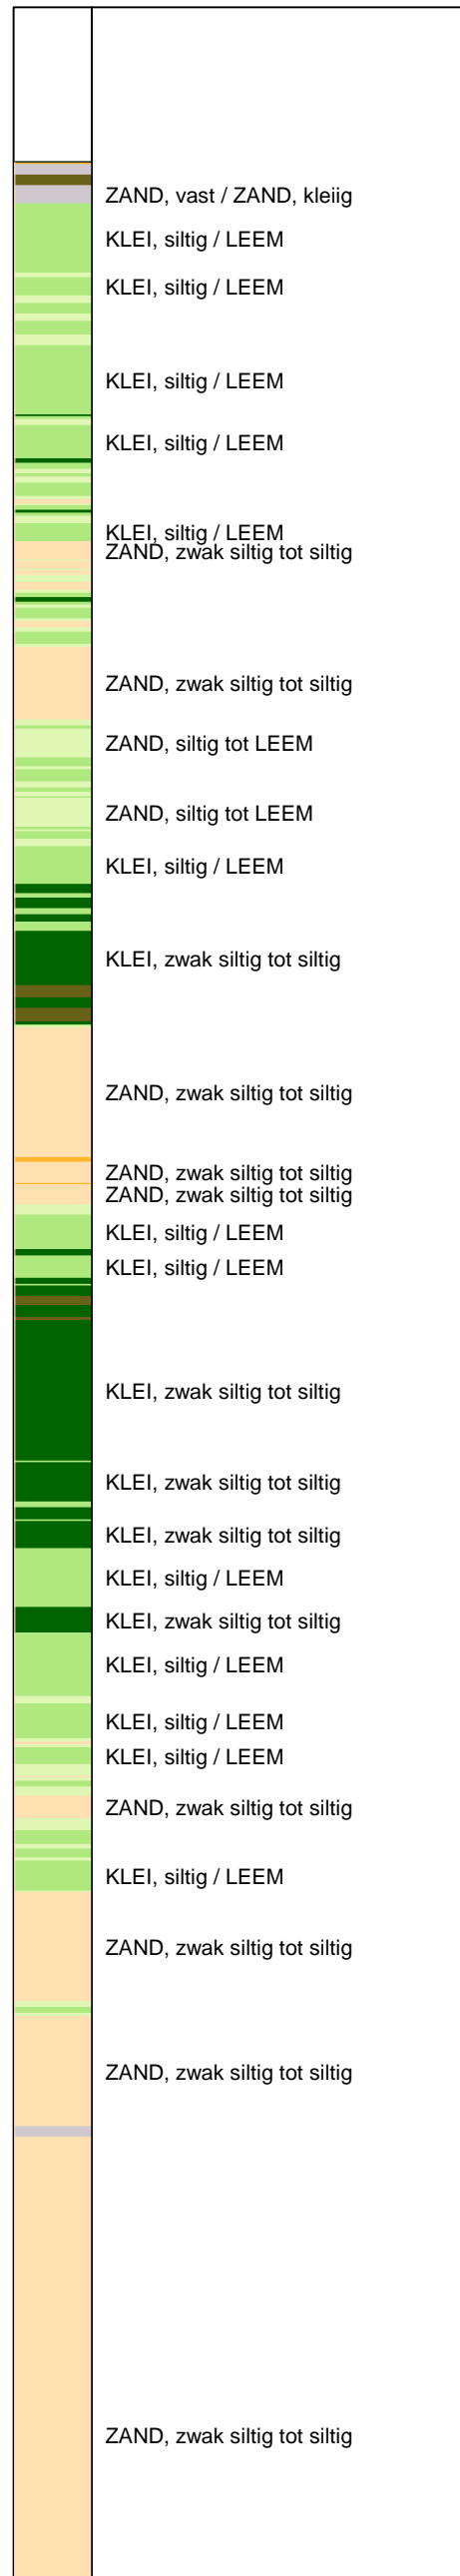 ZAND, vast / ZAND, kleiig
KLEI, siltig / LEEM
KLEI, siltig / LEEM
KLEI, siltig / LEEM
KLEI, siltig / LEEM
KLEI, siltig / LEEM
ZAND, zwak siltig tot siltig
ZAND, zwak siltig tot siltig
ZAND, siltig tot LEEM
ZAND, siltig tot LEEM
KLEI, siltig / LEEM
KLEI, zwak siltig tot siltig
ZAND, zwak siltig tot siltig
ZAND, zwak siltig tot siltig
ZAND, zwak siltig tot siltig
KLEI, siltig / LEEM
KLEI, siltig / LEEM
KLEI, zwak siltig tot siltig
KLEI, zwak siltig tot siltig
KLEI, zwak siltig tot siltig
KLEI, siltig / LEEM
KLEI, zwak siltig tot siltig
KLEI, siltig / LEEM
KLEI, siltig / LEEM
KLEI, siltig / LEEM
ZAND, zwak siltig tot siltig
KLEI, siltig / LEEM
ZAND, zwak siltig tot siltig
ZAND, zwak siltig tot siltig
ZAND, zwak siltig tot siltig